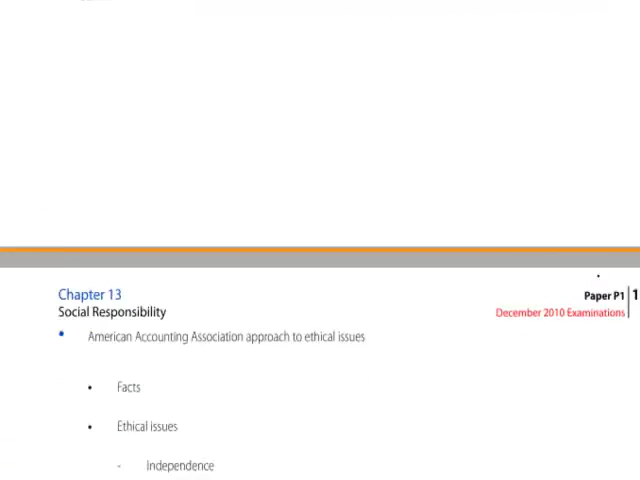 Chapter 13
Paper P1 1
Social Responsibility
December 2010 Examinations
• American Accounting Association approach to ethical issues
• Facts
• Ethical issues
- Independence